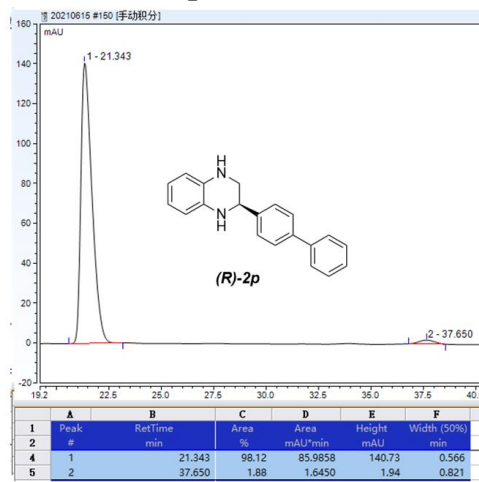 20210615 #150 [手动积分]
mAU
160
140
120
100
80
60
40
20
0
-20
1 - 21.343
2 - 37.650
H
N
N
H
(R)-2p
19.2 22.5 25.0 27.5 30.0 32.5 35.0 37.5 40.
A B C D E F
1 Peak RetTime Area Area Height Width (50%)
2 # min % mAU*min mAU min
4 1 21.343 98.12 85.9858 140.73 0.566
5 2 37.650 1.88 1.6450 1.94 0.821